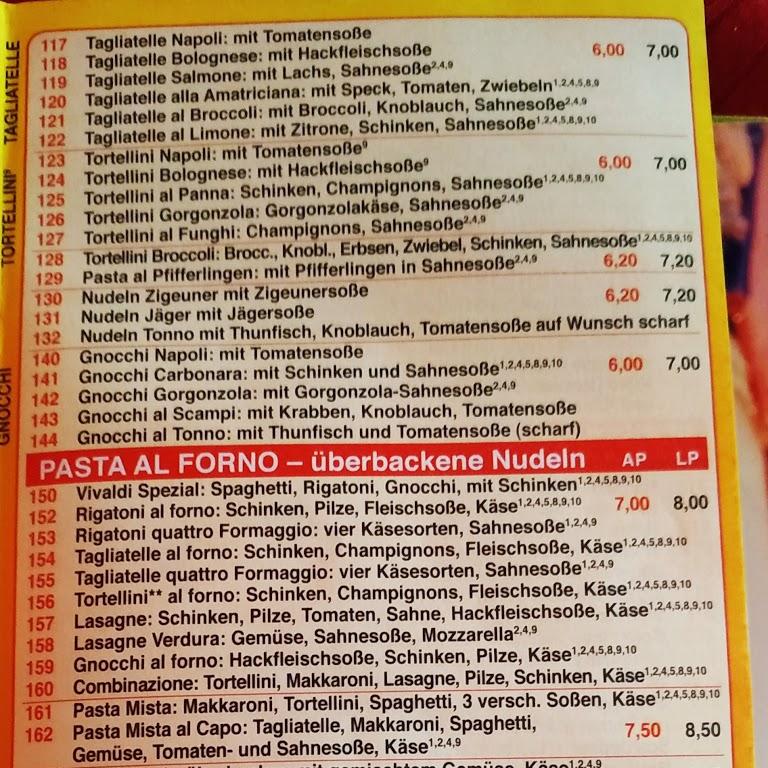 TAGLIATELLE
117 Tagliatelle Napoli: mit Tomatensoße
118 Tagliatelle Bolognese: mit Hackfleischsoße 6,00 7,00
119 Tagliatelle Salmone: mit Lachs, Sahnesoße2,4,9
120 Tagliatelle alla Amatriciana: mit Speck, Tomaten, Zwiebeln1,2,4,5,8,9
121 Tagliatelle al Broccoli: mit Broccoli, Knoblauch, Sahnesoße2,4,9
122 Tagliatelle al Limone: mit Zitrone, Schinken, Sahnesoße1,2,4,5,8,9,10
TORTELLINI9
123 Tortellini Napoli: mit Tomatensoße9
124 Tortellini Bolognese: mit Hackfleischsoße9 6,00 7,00
125 Tortellini al Panna: Schinken, Champignons, Sahnesoße1,2,4,5,8,9,10
126 Tortellini Gorgonzola: Gorgonzolakäse, Sahnesoße2,4,9
127 Tortellini al Funghi: Champignons, Sahnesoße2,4,9
128 Tortellini Broccoli: Brocc., Knobl., Erbsen, Zwiebel, Schinken, Sahnesoße1,2,4,5,8,9,10
129 Pasta al Pfifferlingen: mit Pfifferlingen in Sahnesoße2,4,9 6,20 7,20
130 Nudeln Zigeuner mit Zigeunersoße 6,20 7,20
131 Nudeln Jäger mit Jägersoße
132 Nudeln Tonno mit Thunfisch, Knoblauch, Tomatensoße auf Wunsch scharf
GNOCCHI
140 Gnocchi Napoli: mit Tomatensoße
141 Gnocchi Carbonara: mit Schinken und Sahnesoße1,2,4,5,8,9,10 6,00 7,00
142 Gnocchi Gorgonzola: mit Gorgonzola-Sahnesoße2,4,9
143 Gnocchi al Scampi: mit Krabben, Knoblauch, Tomatensoße
144 Gnocchi al Tonno: mit Thunfisch und Tomatensoße (scharf)
PASTA AL FORNO – überbackene Nudeln AP LP
150 Vivaldi Spezial: Spaghetti, Rigatoni, Gnocchi, mit Schinken1,2,4,5,8,9,10
152 Rigatoni al forno: Schinken, Pilze, Fleischsoße, Käse1,2,4,5,8,9,10 7,00 8,00
153 Rigatoni quattro Formaggio: vier Käsesorten, Sahnesoße1,2,4,9
154 Tagliatelle al forno: Schinken, Champignons, Fleischsoße, Käse1,2,4,5,8,9,10
155 Tagliatelle quattro Formaggio: vier Käsesorten, Sahnesoße1,2,4,9
156 Tortellini** al forno: Schinken, Champignons, Fleischsoße, Käse1,2,4,5,8,9,10
157 Lasagne: Schinken, Pilze, Tomaten, Sahne, Hackfleischsoße, Käse1,2,4,5,8,9,10
158 Lasagne Verdura: Gemüse, Sahnesoße, Mozzarella2,4,9
159 Gnocchi al forno: Hackfleischsoße, Schinken, Pilze, Käse1,2,4,5,8,9,10
160 Combinazione: Tortellini, Makkaroni, Lasagne, Pilze, Schinken, Käse1,2,4,5,8,9,10
161 Pasta Mista: Makkaroni, Tortellini, Spaghetti, 3 versch. Soßen, Käse1,2,4,5,8,9,10
162 Pasta Mista al Capo: Tagliatelle, Makkaroni, Spaghetti, 7,50 8,50
Gemüse, Tomaten- und Sahnesoße, Käse1,2,4,9
mit gemischtem Gemüse, Käse1,2,4,9